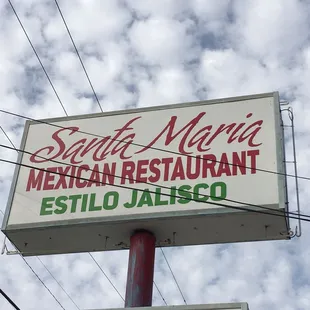 Santa Maria
MEXICAN RESTAURANT
ESTILO JALISCO